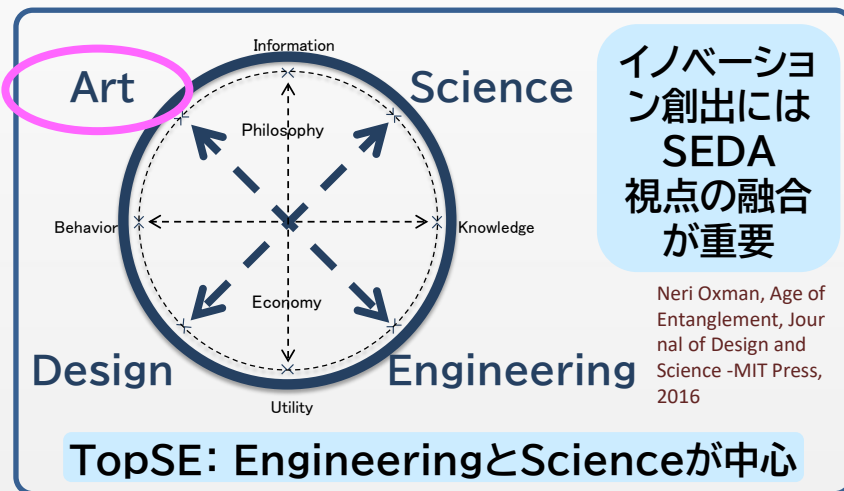 Information
Art
Science
Philosophy
Behavior
Knowledge
Economy
Design
Engineering
Utility
イノベーショ
ン創出には
SEDA
視点の融合
が重要
Neri Oxman, Age of
Entanglement, Jour
nal of Design and
Science -MIT Press,
2016
TopSE: EngineeringとScienceが中心